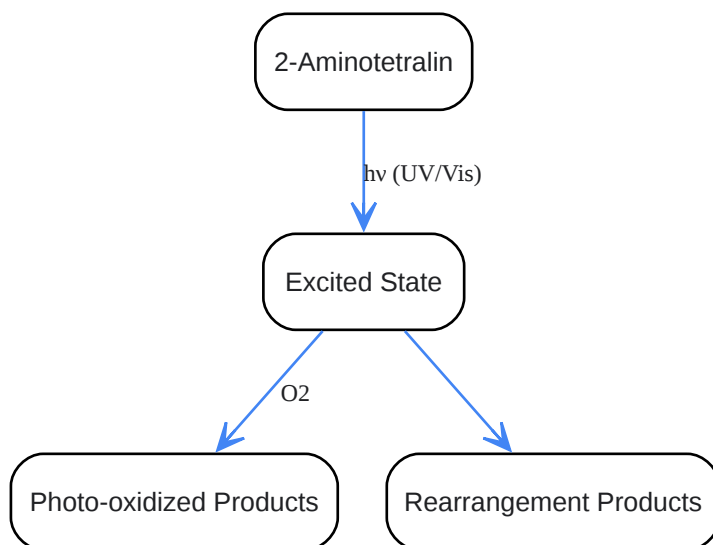 2-Aminotetralin
hν (UV/Vis)
Excited State
O2
Photo-oxidized Products
Rearrangement Products